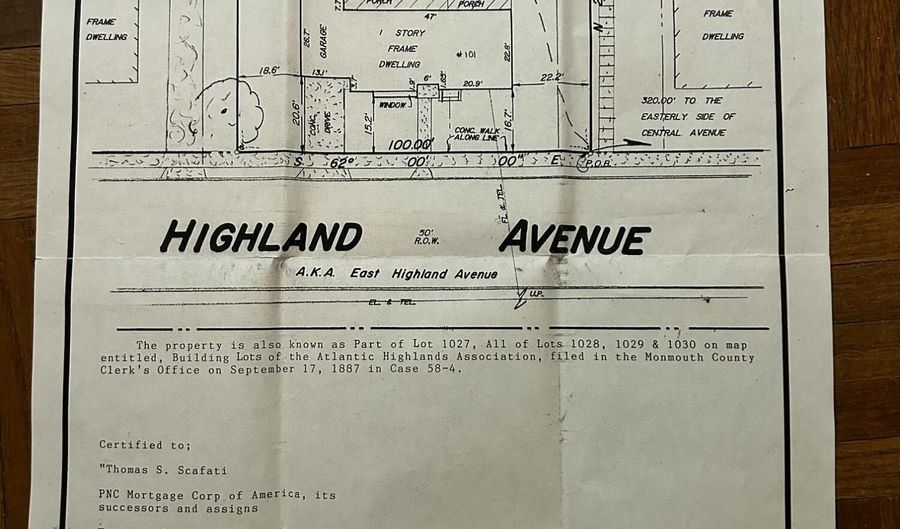 PORCH
PORCH
7.7'
47'
FRAME
DWELLING
26.7'
GARAGE
1 STORY
FRAME
DWELLING
#101
22.8'
FRAME
DWELLING
18.6'
13.1'
6'
20.9'
22.2'
20.6'
CONC.
DRIVE
WINDOW
15.2'
CONC. WALK
ALONG LINE
16.7'
320.00' TO THE
EASTERLY SIDE OF
CENTRAL AVENUE
100.00'
S. 62° 00' 00" E.
P.O.B.
EL. & TEL.
HIGHLAND 50' R.O.W. AVENUE
A.K.A. East Highland Avenue
U.P.
EL. & TEL.
The property is also known as Part of Lot 1027, All of Lots 1028, 1029 & 1030 on map
entitled, Building Lots of the Atlantic Highlands Association, filed in the Monmouth County
Clerk's Office on September 17, 1887 in Case 58-4.
Certified to;
"Thomas S. Scafati
PNC Mortgage Corp of America, its
successors and assigns